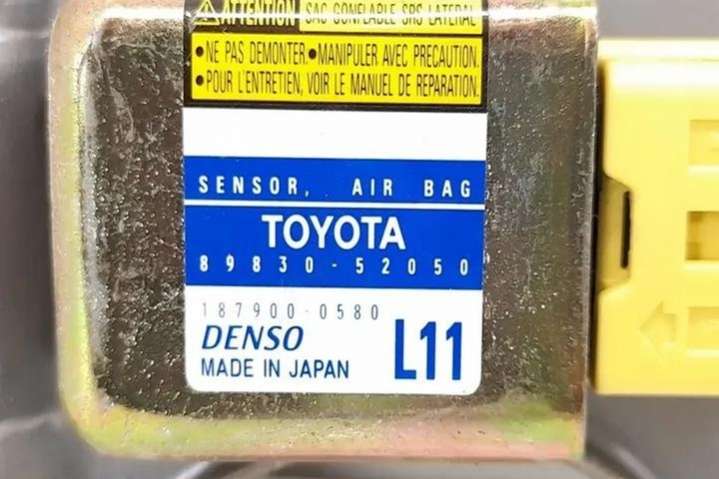 ATTENTION SAC GONFLABLE SRS LATERAL
•NE PAS DEMONTER.•MANIPULER AVEC PRECAUTION.
•POUR L'ENTRETIEN, VOIR LE MANUEL DE REPARATION.
SENSOR, AIR BAG
TOYOTA
89830-52050
187900-0580
DENSO
MADE IN JAPAN
L11